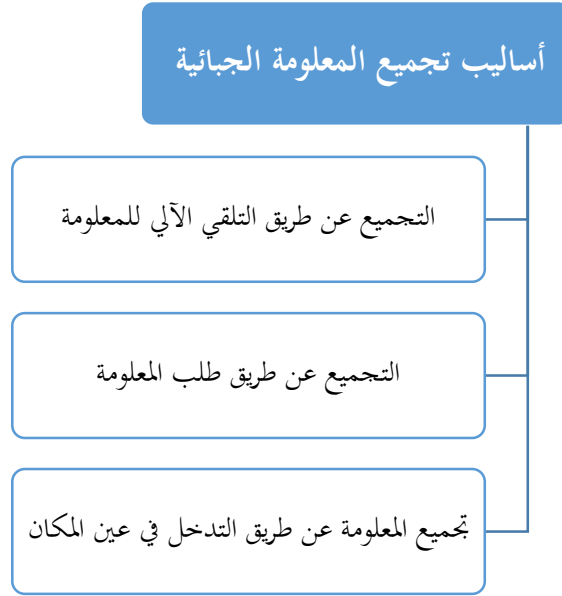 أساليب تجميع المعلومة الجبائية
التجميع عن طريق التلقي الآلي للمعلومة
التجميع عن طريق طلب المعلومة
تجميع المعلومة عن طريق التدخل في عين المكان